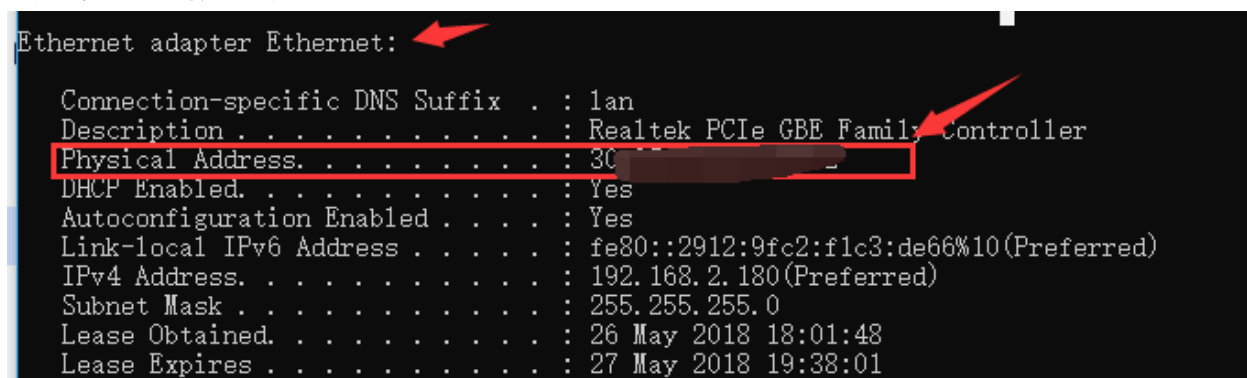 Ethernet adapter Ethernet:
Connection-specific DNS Suffix . : lan
Description . . . . . . . . . . . : Realtek PCIe GBE Family Controller
Physical Address. . . . . . . . . : 30
DHCP Enabled. . . . . . . . . . . : Yes
Autoconfiguration Enabled . . . . : Yes
Link-local IPv6 Address . . . . . : fe80::2912:9fc2:f1c3:de66%10(Preferred)
IPv4 Address. . . . . . . . . . . : 192.168.2.180(Preferred)
Subnet Mask . . . . . . . . . . . : 255.255.255.0
Lease Obtained. . . . . . . . . . : 26 May 2018 18:01:48
Lease Expires . . . . . . . . . . : 27 May 2018 19:38:01